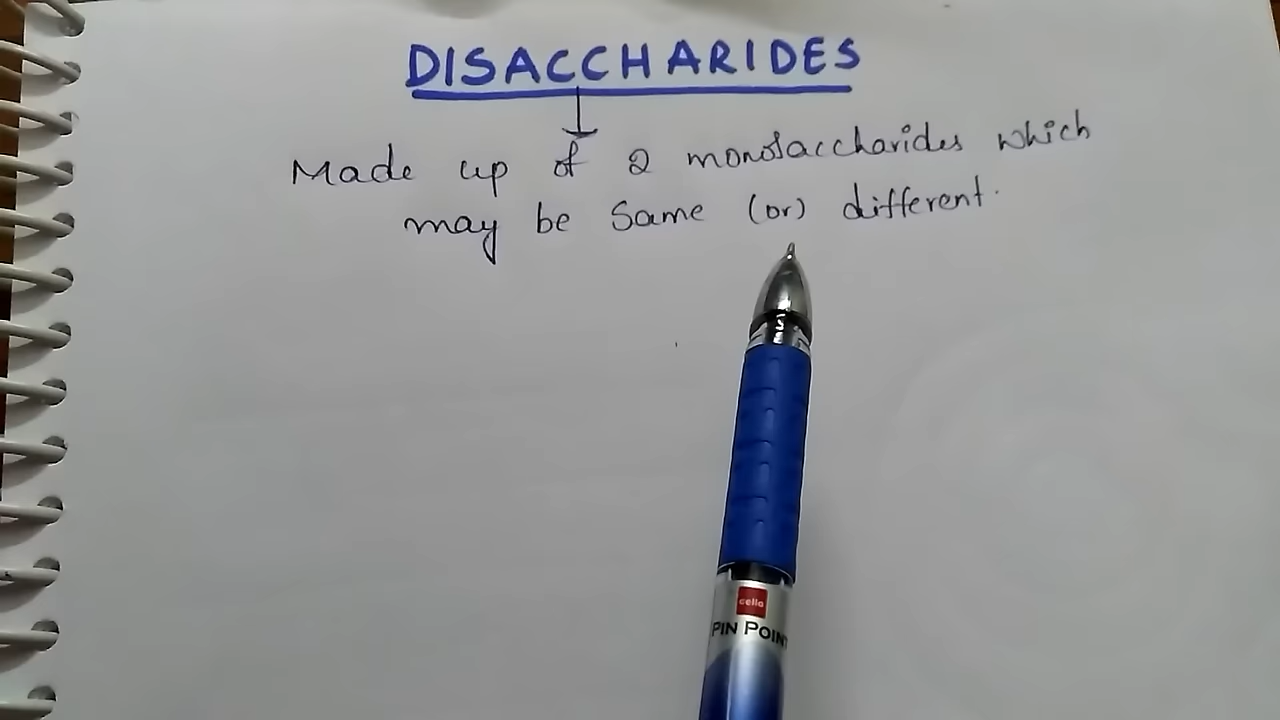 DISACCHARIDES
Made up of 2 monosaccharides which
may be Same (or) different.
cello
PIN POINT